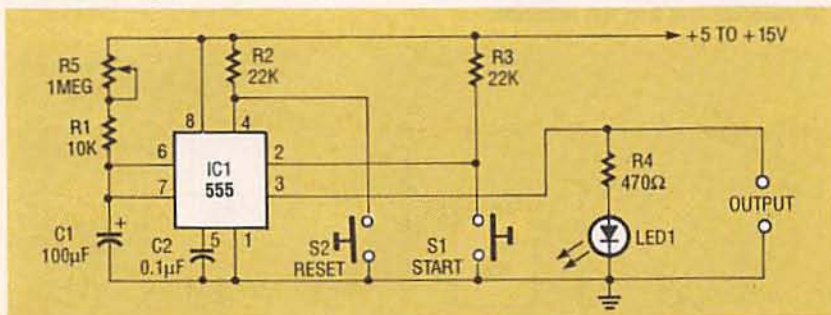 +5 TO +15V
R5
1MEG
R1
10K
R2
22K
R3
22K
8
4
6
7
IC1
555
2
3
5
1
C1
100µF
+
C2
0.1µF
S2
RESET
S1
START
R4
470Ω
LED1
OUTPUT